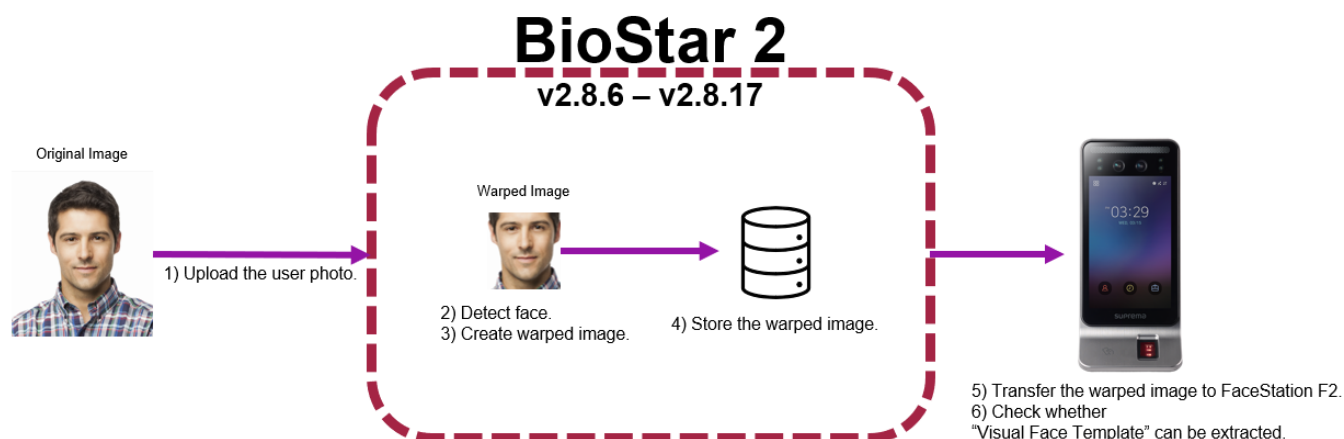 BioStar 2
v2.8.6 – v2.8.17
Original Image
Warped Image
1) Upload the user photo.
2) Detect face.
3) Create warped image.
4) Store the warped image.
03:29
suprema
5) Transfer the warped image to FaceStation F2.
6) Check whether
“Visual Face Template” can be extracted.